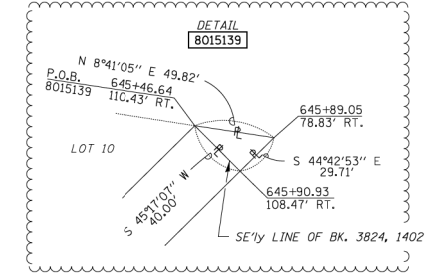 DETAIL
8015139
N 8°41'05" E 49.82'
P.O.B.
8015139
645+46.64
110.43' RT.
645+89.05
78.83' RT.
LOT 10
S 44°42'53" E
29.71'
S 45°17'07" W
40.00'
645+90.93
108.47' RT.
SE'ly LINE OF BK. 3824, 1402